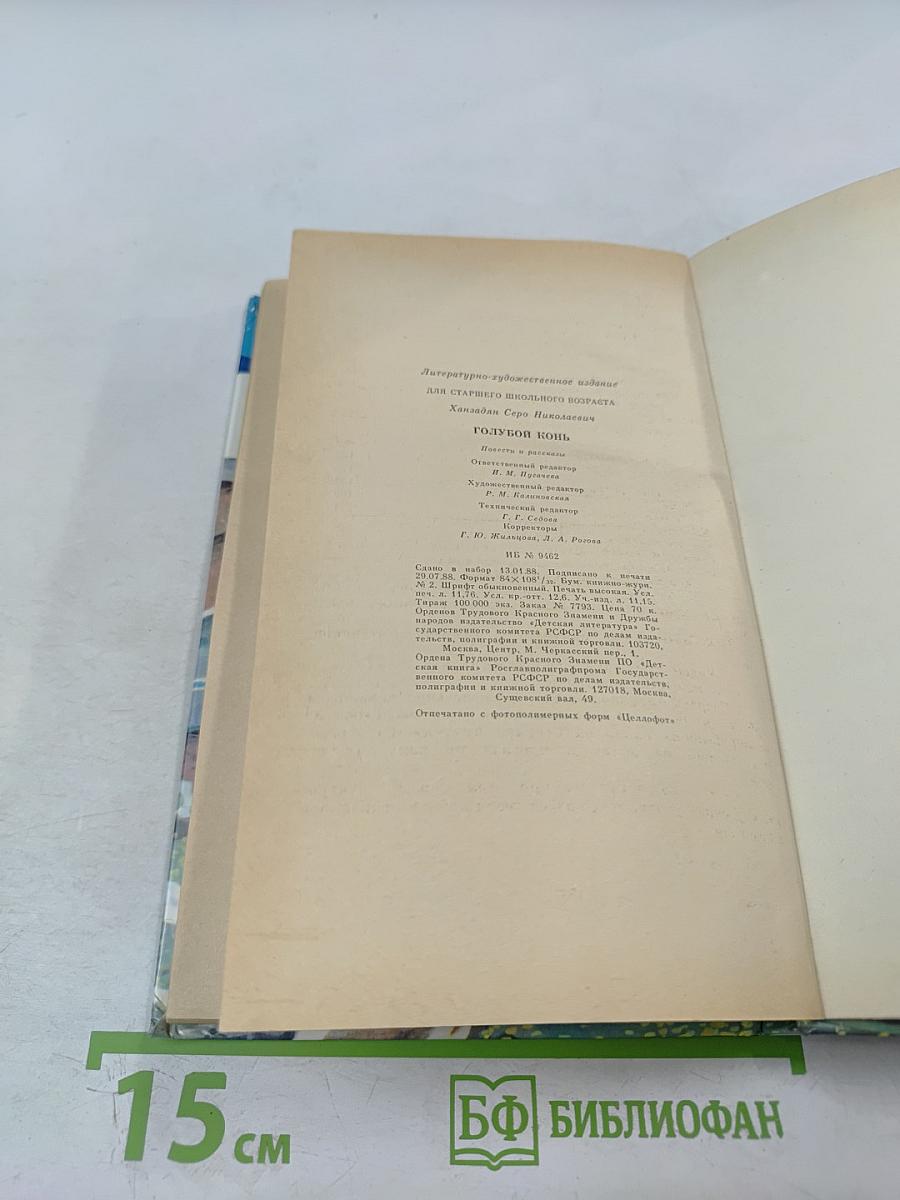 Литературно-художественное издание
ДЛЯ СТАРШЕГО ШКОЛЬНОГО ВОЗРАСТА
Ханзадян Серо Николаевич
ГОЛУБОЙ КОНЬ
Повести и рассказы
Ответственный редактор
И. М. Пугачева
Художественный редактор
Р. М. Калиновская
Технический редактор
Г. Г. Седова
Корректоры
Г. Ю. Жильцова, Л. А. Рогова
ИБ № 9462
Сдано в набор 13.01.88. Подписано к печати
29.07.88. Формат 84×108¹/₃₂. Бум. книжно-журн.
№ 2. Шрифт обыкновенный. Печать высокая. Усл.
печ. л. 11,76. Усл. кр.-отт. 12,6. Уч.-изд. л. 11,15.
Тираж 100 000 экз. Заказ № 7793. Цена 70 к.
Орденов Трудового Красного Знамени и Дружбы
народов издательство «Детская литература» Го-
сударственного комитета РСФСР по делам изда-
тельств, полиграфии и книжной торговли. 103720,
Москва, Центр, М. Черкасский пер., 1.
Ордена Трудового Красного Знамени ПО «Дет-
ская книга» Росглавполиграфпрома Государст-
венного комитета РСФСР по делам издательств,
полиграфии и книжной торговли. 127018, Москва,
Сущевский вал, 49.
Отпечатано с фотополимерных форм «Целлофот»
15 см
БФ БИБЛИОФАН